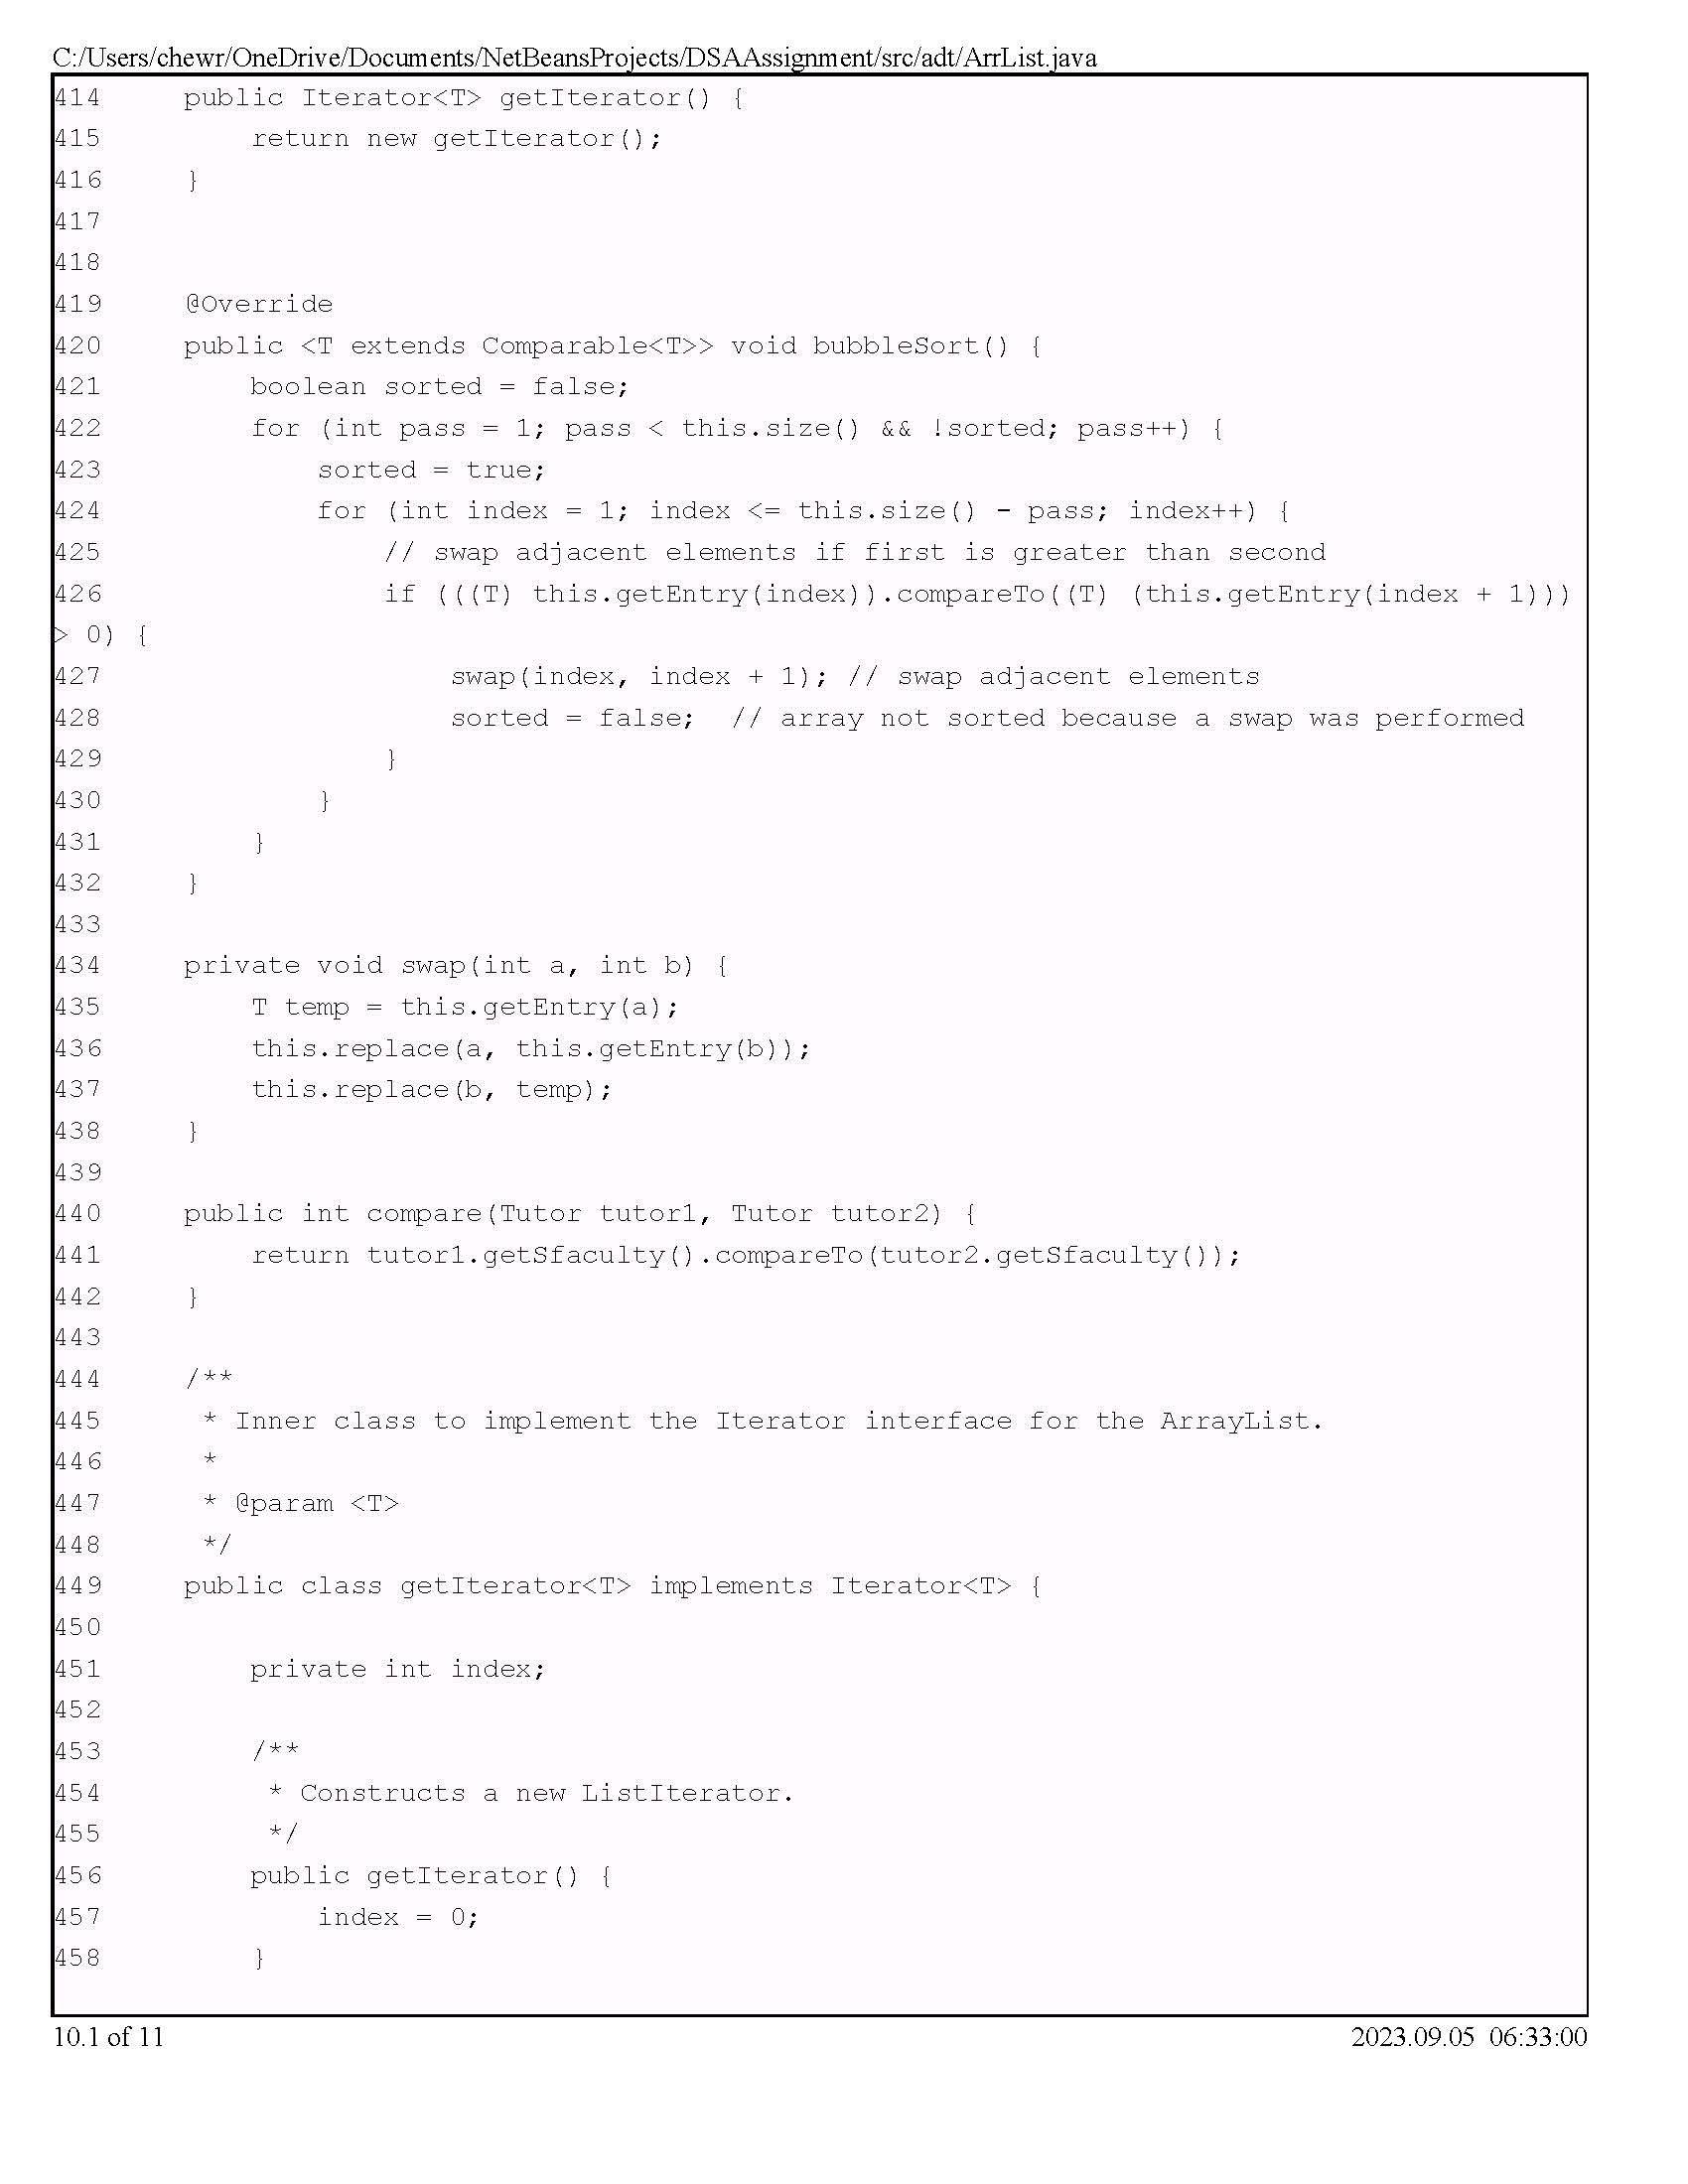 C:/Users/chewr/OneDrive/Documents/NetBeansProjects/DSAAssignment/src/adt/ArrList.java
414     public Iterator<T> getIterator() {
415         return new getIterator();
416     }
417
418
419     @Override
420     public <T extends Comparable<T>> void bubbleSort() {
421         boolean sorted = false;
422         for (int pass = 1; pass < this.size() && !sorted; pass++) {
423             sorted = true;
424             for (int index = 1; index <= this.size() - pass; index++) {
425                 // swap adjacent elements if first is greater than second
426                 if (((T) this.getEntry(index)).compareTo((T) (this.getEntry(index + 1)))
> 0) {
427                     swap(index, index + 1); // swap adjacent elements
428                     sorted = false;  // array not sorted because a swap was performed
429                 }
430             }
431         }
432     }
433
434     private void swap(int a, int b) {
435         T temp = this.getEntry(a);
436         this.replace(a, this.getEntry(b));
437         this.replace(b, temp);
438     }
439
440     public int compare(Tutor tutor1, Tutor tutor2) {
441         return tutor1.getSfaculty().compareTo(tutor2.getSfaculty());
442     }
443
444     /**
445      * Inner class to implement the Iterator interface for the ArrayList.
446      *
447      * @param <T>
448      */
449     public class getIterator<T> implements Iterator<T> {
450
451         private int index;
452
453         /**
454          * Constructs a new ListIterator.
455          */
456         public getIterator() {
457             index = 0;
458         }
10.1 of 11
2023.09.05  06:33:00